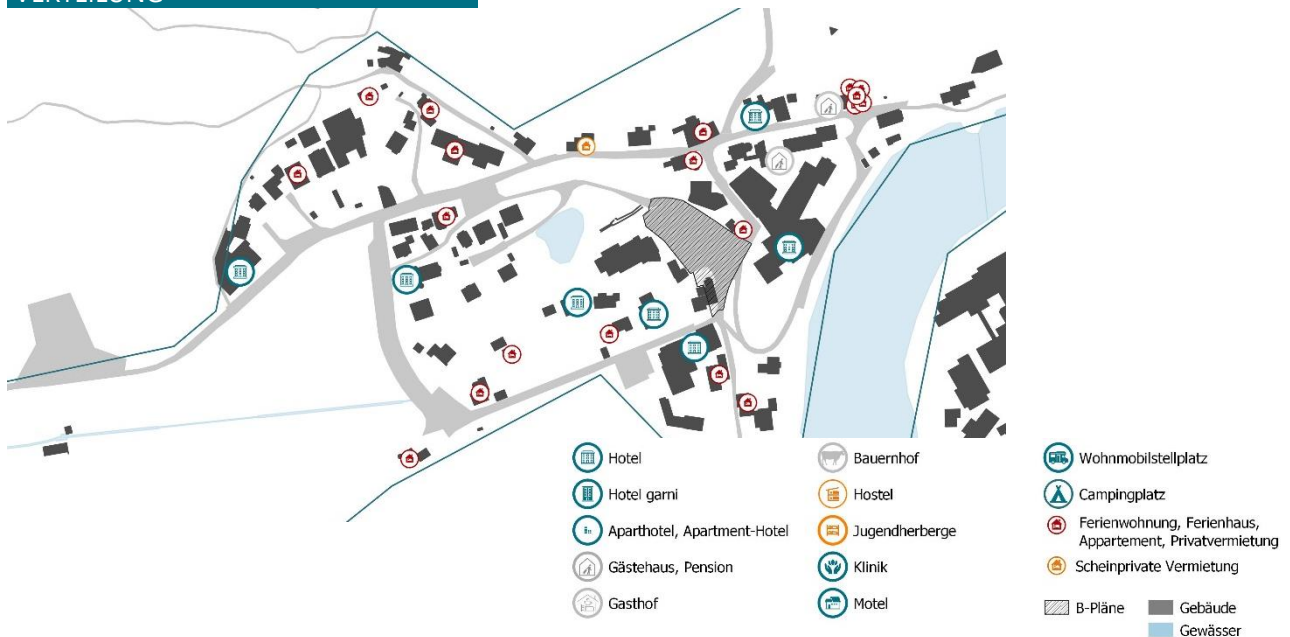 VERTEILUNG
Hotel
Hotel garni
Aparthotel, Apartment-Hotel
Gästehaus, Pension
Gasthof
Bauernhof
Hostel
Jugendherberge
Klinik
Motel
Wohnmobilstellplatz
Campingplatz
Ferienwohnung, Ferienhaus,
Appartement, Privatvermietung
Scheinprivate Vermietung
B-Pläne
Gebäude
Gewässer